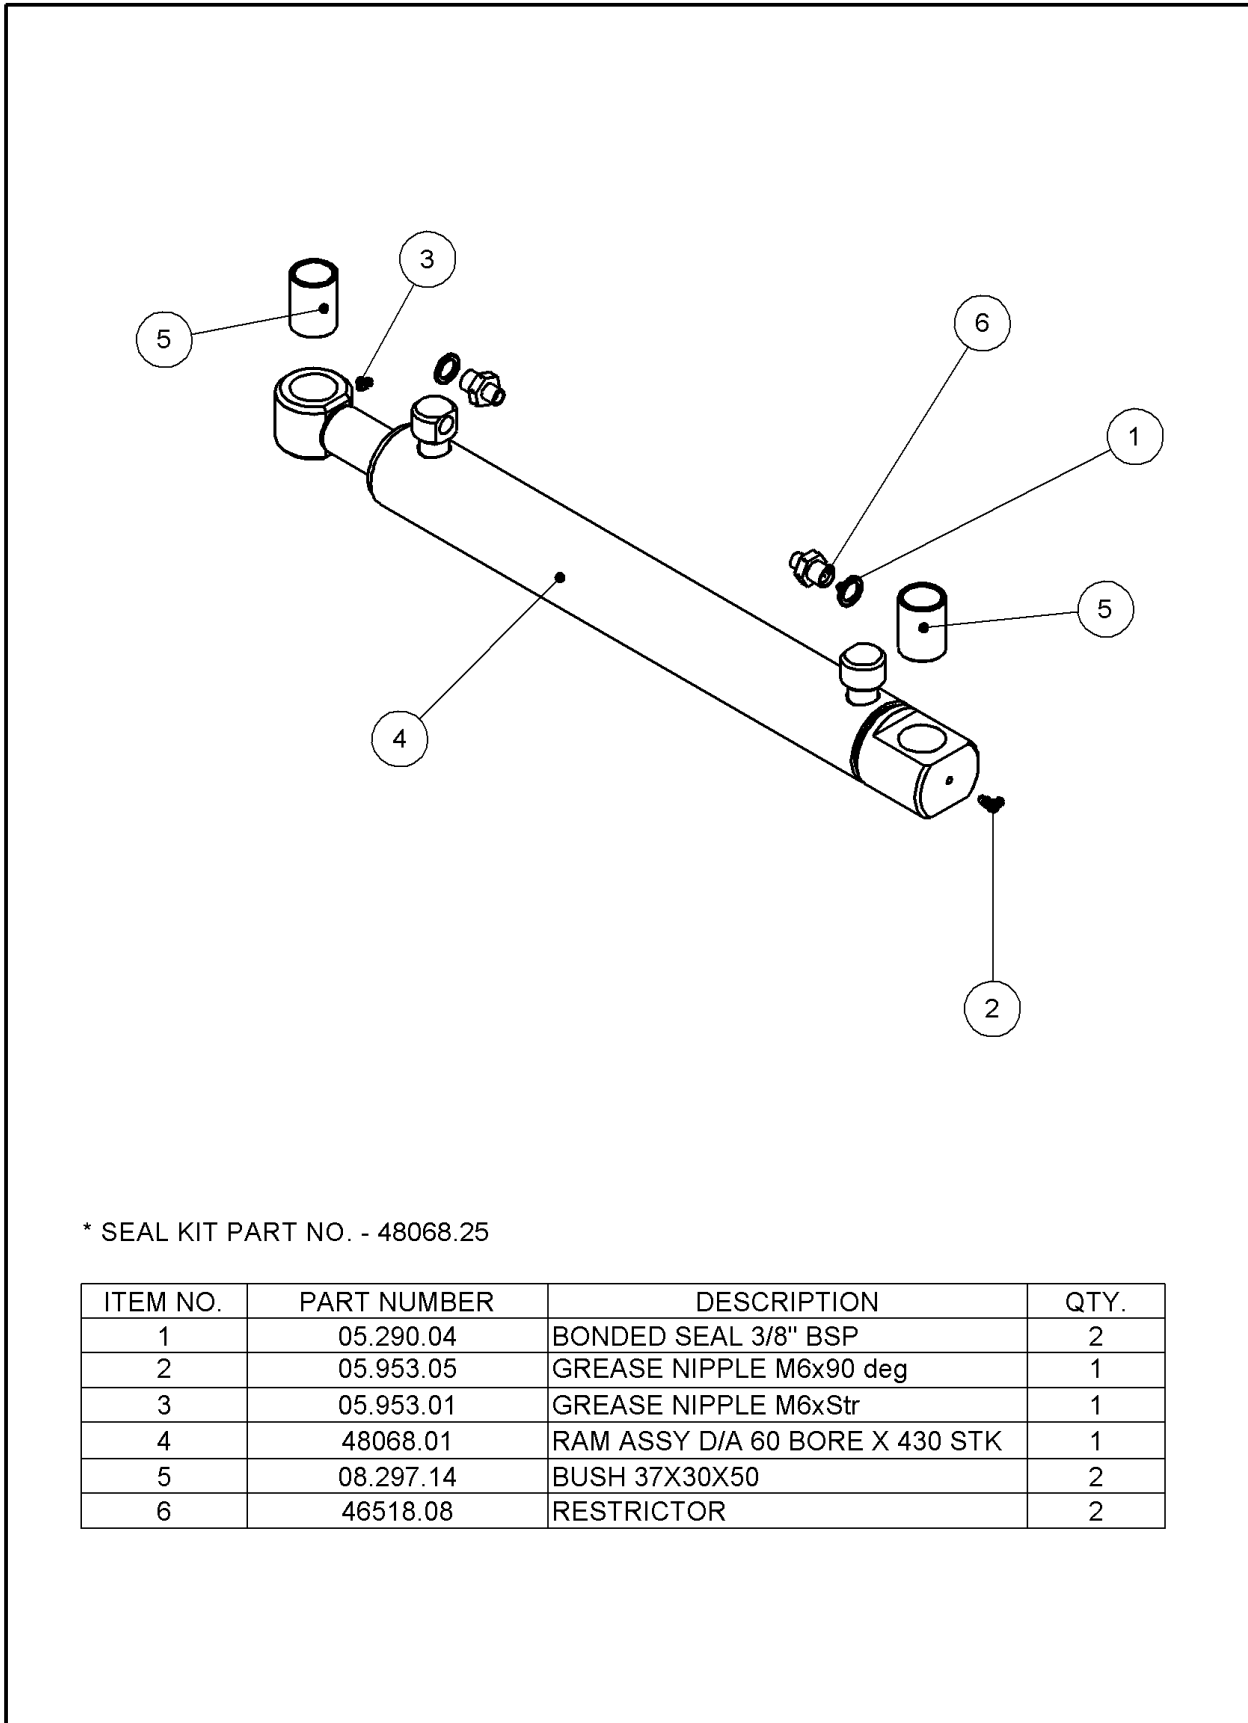 3
5
6
1
5
4
2
* SEAL KIT PART NO. - 48068.25
ITEM NO. PART NUMBER DESCRIPTION QTY.
1 05.290.04 BONDED SEAL 3/8" BSP 2
2 05.953.05 GREASE NIPPLE M6x90 deg 1
3 05.953.01 GREASE NIPPLE M6xStr 1
4 48068.01 RAM ASSY D/A 60 BORE X 430 STK 1
5 08.297.14 BUSH 37X30X50 2
6 46518.08 RESTRICTOR 2